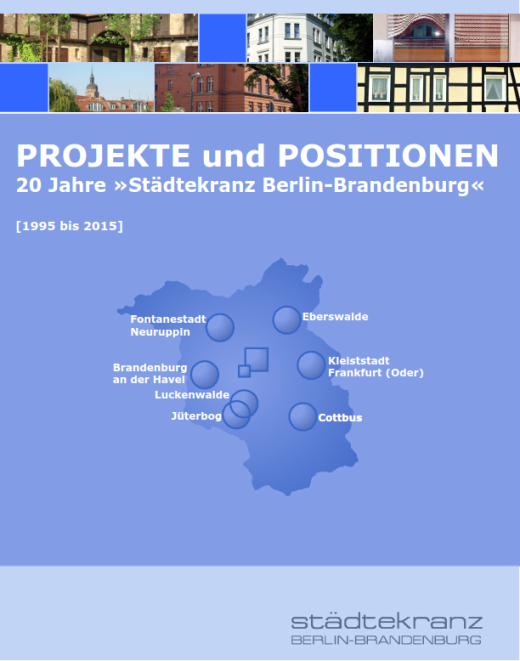 PROJEKTE und POSITIONEN
20 Jahre »Städtekranz Berlin-Brandenburg«
[1995 bis 2015]
Fontanestadt
Neuruppin
Eberswalde
Brandenburg
an der Havel
Kleiststadt
Frankfurt (Oder)
Luckenwalde
Jüterbog
Cottbus
städtekranz
BERLIN-BRANDENBURG